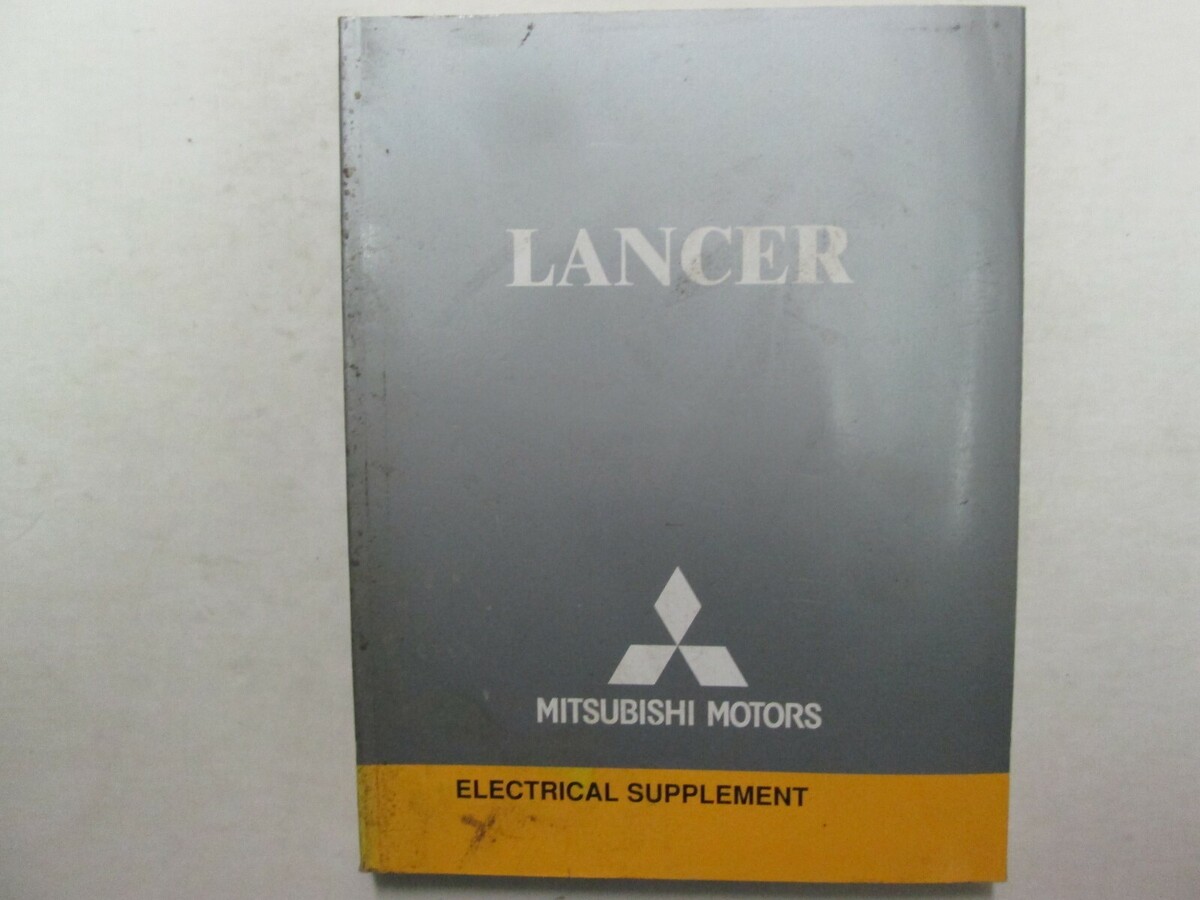 LANCER
MITSUBISHI MOTORS
ELECTRICAL SUPPLEMENT